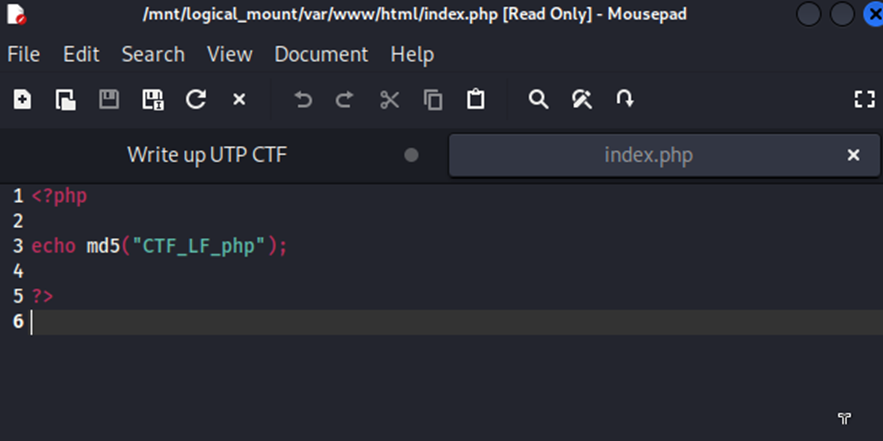 /mnt/logical_mount/var/www/html/index.php [Read Only] - Mousepad
File Edit Search View Document Help
Write up UTP CTF index.php
1 <?php
2
3 echo md5("CTF_LF_php");
4
5 ?>
6